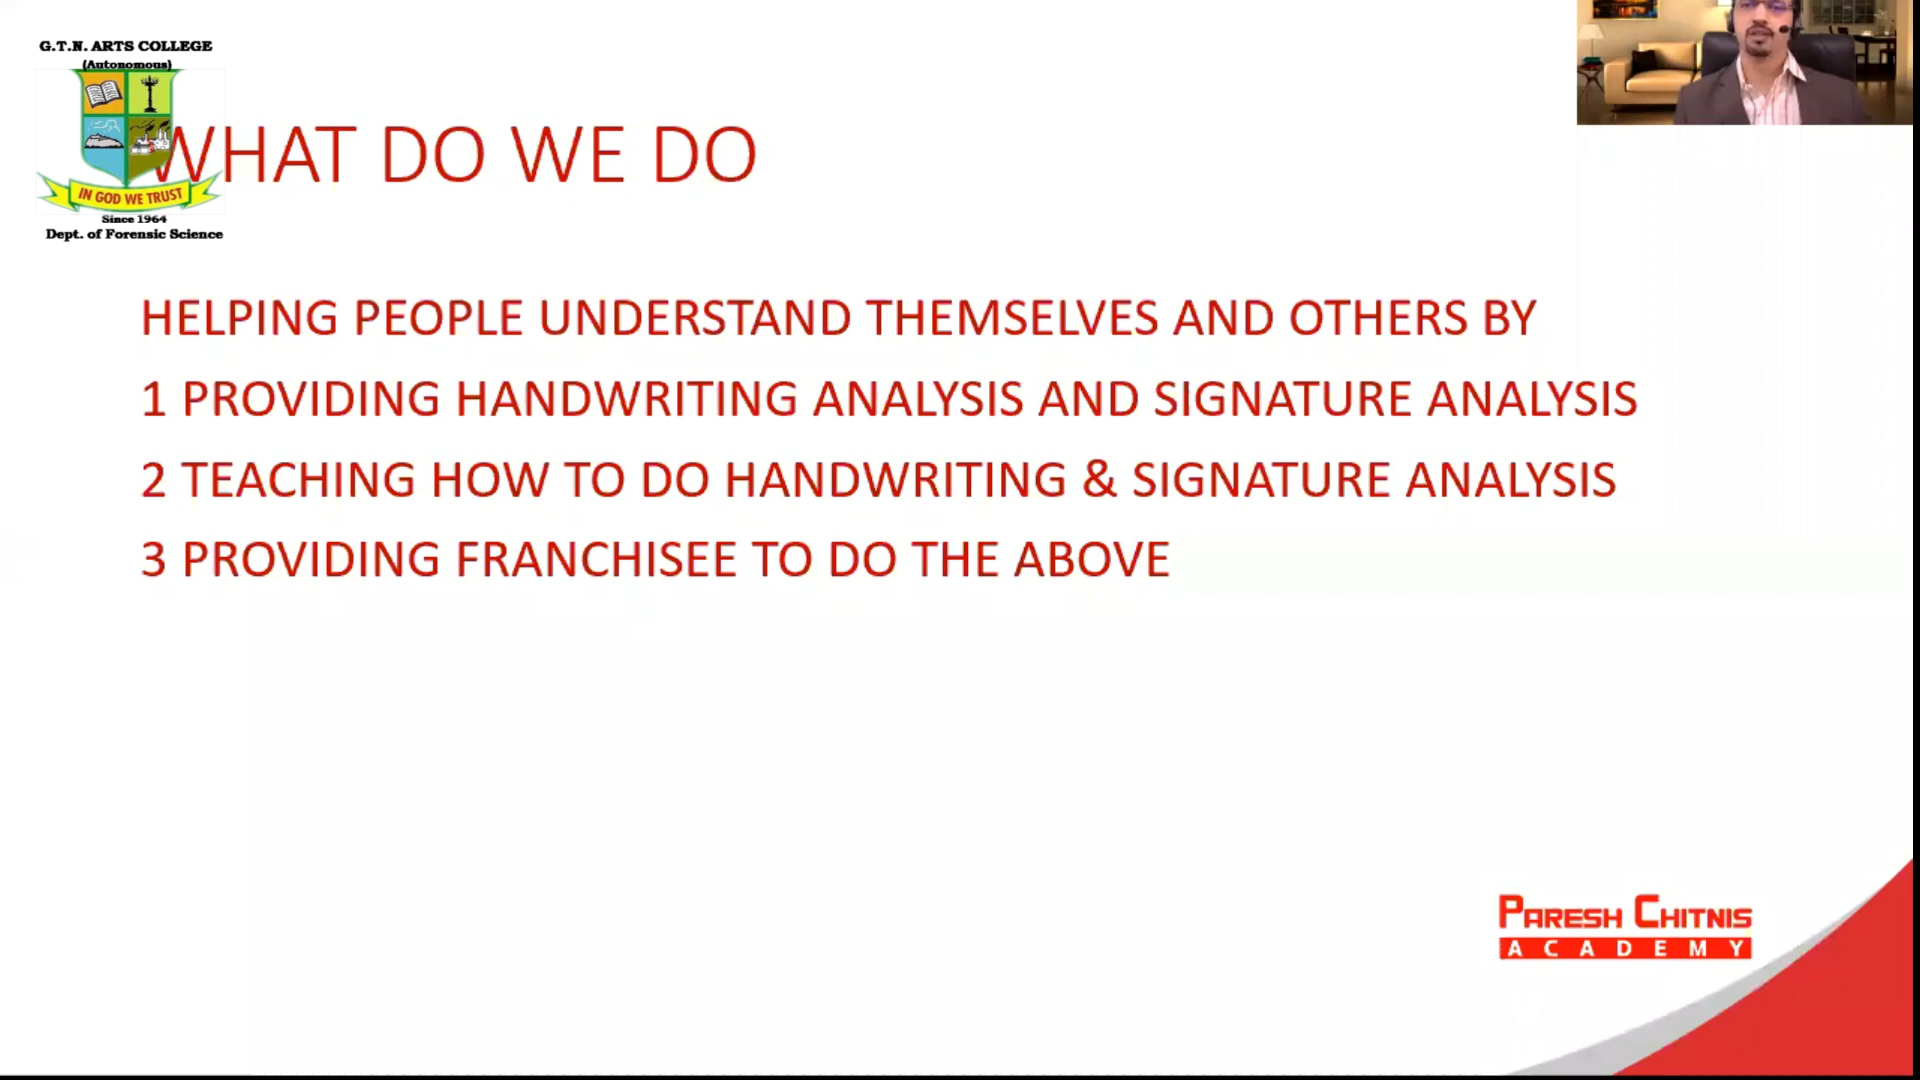 G.T.N. ARTS COLLEGE
(Autonomous)
IN GOD WE TRUST
Since 1964
Dept. of Forensic Science
WHAT DO WE DO
HELPING PEOPLE UNDERSTAND THEMSELVES AND OTHERS BY
1 PROVIDING HANDWRITING ANALYSIS AND SIGNATURE ANALYSIS
2 TEACHING HOW TO DO HANDWRITING & SIGNATURE ANALYSIS
3 PROVIDING FRANCHISEE TO DO THE ABOVE
PARESH CHITNIS
ACADEMY